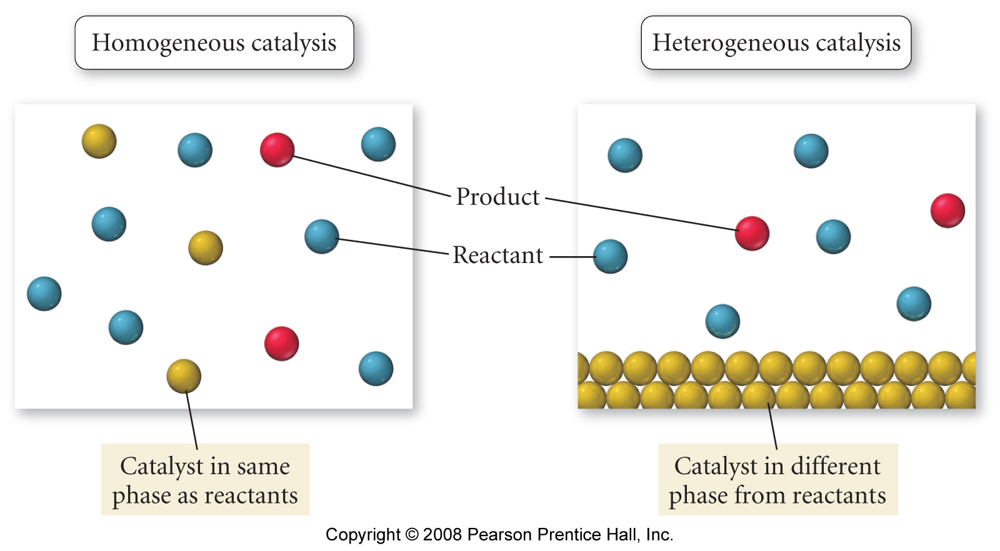 Homogeneous catalysis
Heterogeneous catalysis
Product
Reactant
Catalyst in same
phase as reactants
Catalyst in different
phase from reactants
Copyright © 2008 Pearson Prentice Hall, Inc.